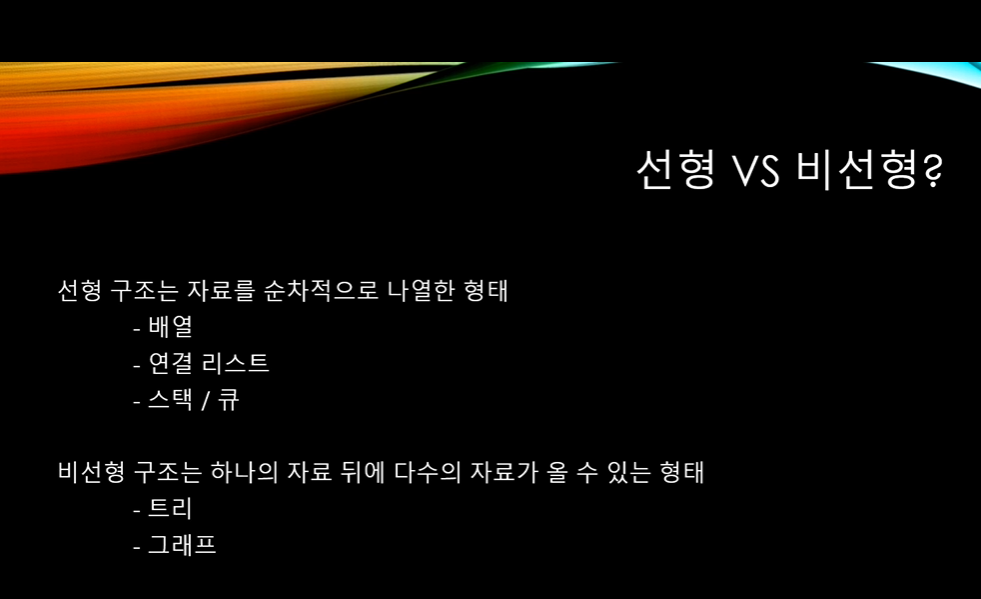 선형 VS 비선형?
선형 구조는 자료를 순차적으로 나열한 형태
- 배열
- 연결 리스트
- 스택 / 큐
비선형 구조는 하나의 자료 뒤에 다수의 자료가 올 수 있는 형태
- 트리
- 그래프